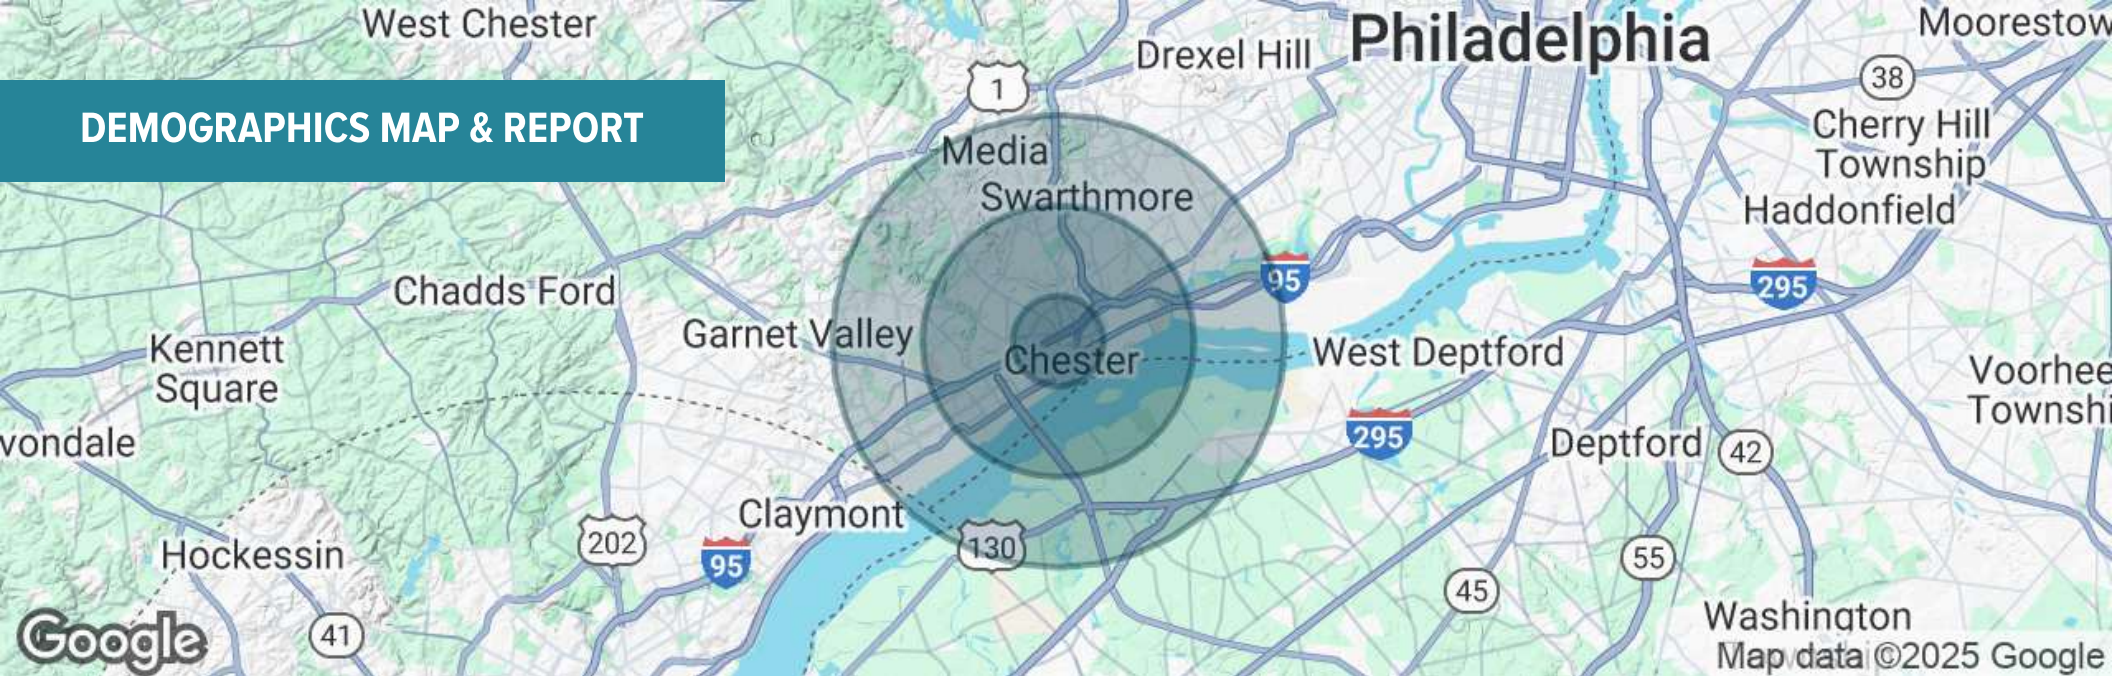 West Chester
Drexel Hill
Philadelphia
Moorestow
1
38
DEMOGRAPHICS MAP & REPORT
Media
Cherry Hill
Township
Swarthmore
Haddonfield
95
295
Chadds Ford
Garnet Valley
Kennett
Square
Chester
West Deptford
Voorhee
Townshi
vondale
295
Deptford
42
Claymont
202
130
Hockessin
95
55
45
Washington
41
Google
Map data ©2025 Google